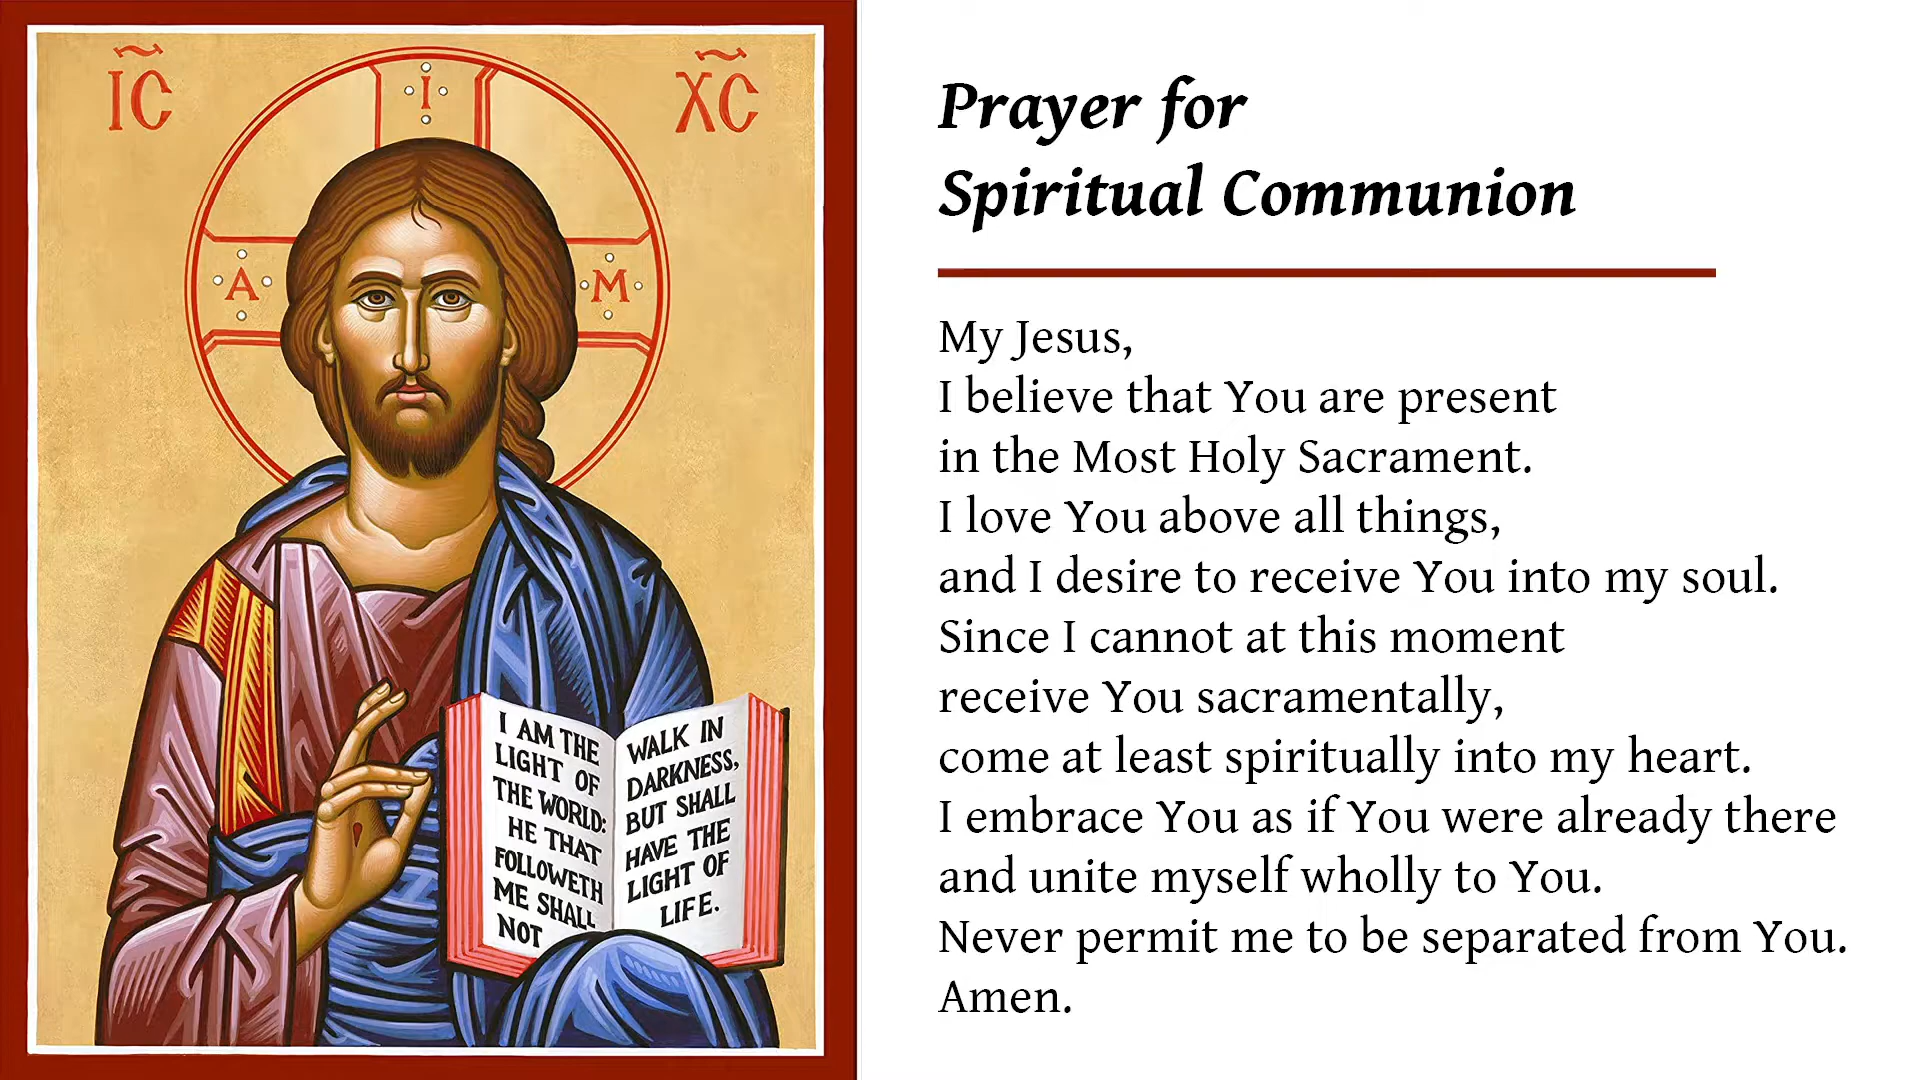 IC
XC
I
A
M
I AM THE
LIGHT OF
THE WORLD:
HE THAT
FOLLOWETH
ME SHALL
NOT
WALK IN
DARKNESS,
BUT SHALL
HAVE THE
LIGHT OF
LIFE.
Prayer for
Spiritual Communion
My Jesus,
I believe that You are present
in the Most Holy Sacrament.
I love You above all things,
and I desire to receive You into my soul.
Since I cannot at this moment
receive You sacramentally,
come at least spiritually into my heart.
I embrace You as if You were already there
and unite myself wholly to You.
Never permit me to be separated from You.
Amen.